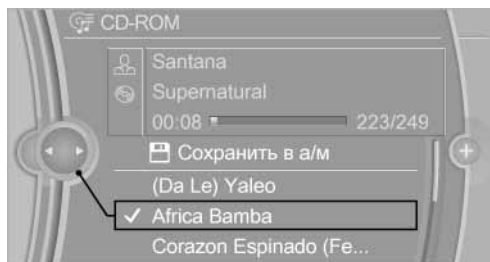 CD-ROM
Santana
Supernatural
00:08 223/249
Сохранить в а/м
(Da Le) Yaleo
Africa Bamba
Corazon Espinado (Fe...